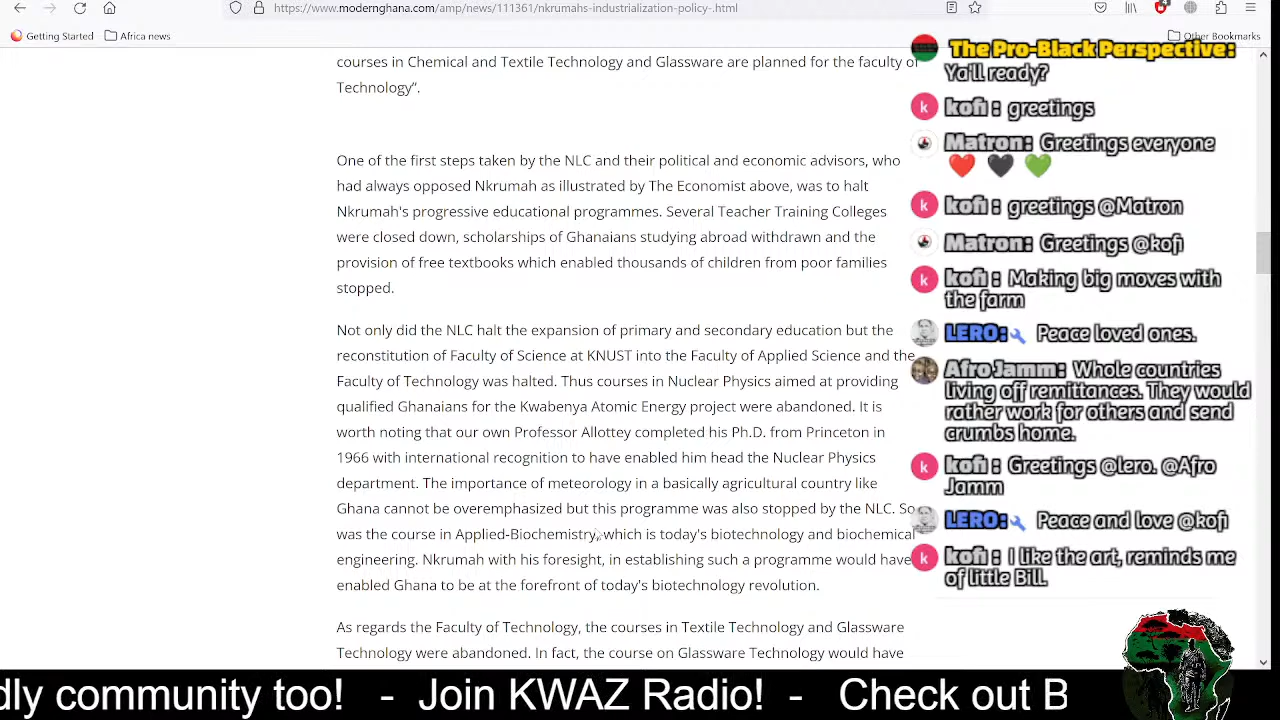 https://www.modernghana.com/amp/news/111361/nkrumahs-industrialization-policy-.html
4
Getting Started
Africa news
Other Bookmarks
courses in Chemical and Textile Technology and Glassware are planned for the faculty of
Technology”.
One of the first steps taken by the NLC and their political and economic advisors, who
had always opposed Nkrumah as illustrated by The Economist above, was to halt
Nkrumah's progressive educational programmes. Several Teacher Training Colleges
were closed down, scholarships of Ghanaians studying abroad withdrawn and the
provision of free textbooks which enabled thousands of children from poor families
stopped.
Not only did the NLC halt the expansion of primary and secondary education but the
reconstitution of Faculty of Science at KNUST into the Faculty of Applied Science and the
Faculty of Technology was halted. Thus courses in Nuclear Physics aimed at providing
qualified Ghanaians for the Kwabenya Atomic Energy project were abandoned. It is
worth noting that our own Professor Allottey completed his Ph.D. from Princeton in
1966 with international recognition to have enabled him head the Nuclear Physics
department. The importance of meteorology in a basically agricultural country like
Ghana cannot be overemphasized but this programme was also stopped by the NLC. So
was the course in Applied-Biochemistry, which is today's biotechnology and biochemical
engineering. Nkrumah with his foresight, in establishing such a programme would have
enabled Ghana to be at the forefront of today's biotechnology revolution.
As regards the Faculty of Technology, the courses in Textile Technology and Glassware
Technology were abandoned. In fact, the course on Glassware Technology would have
The Pro-Black Perspective:
Ya'll ready?
k kofi : greetings
Matron: Greetings everyone
❤️ 🖤 💚
k kofi : greetings @Matron
Matron: Greetings @kofi
k kofi : Making big moves with
the farm
LERO: Peace loved ones.
Afro Jamm: Whole countries
living off remittances. They would
rather work for others and send
crumbs home.
k kofi : Greetings @lero. @Afro
Jamm
LERO: Peace and love @kofi
k kofi : I like the art, reminds me
of little Bill.
dly community too! - Join KWAZ Radio! - Check out B